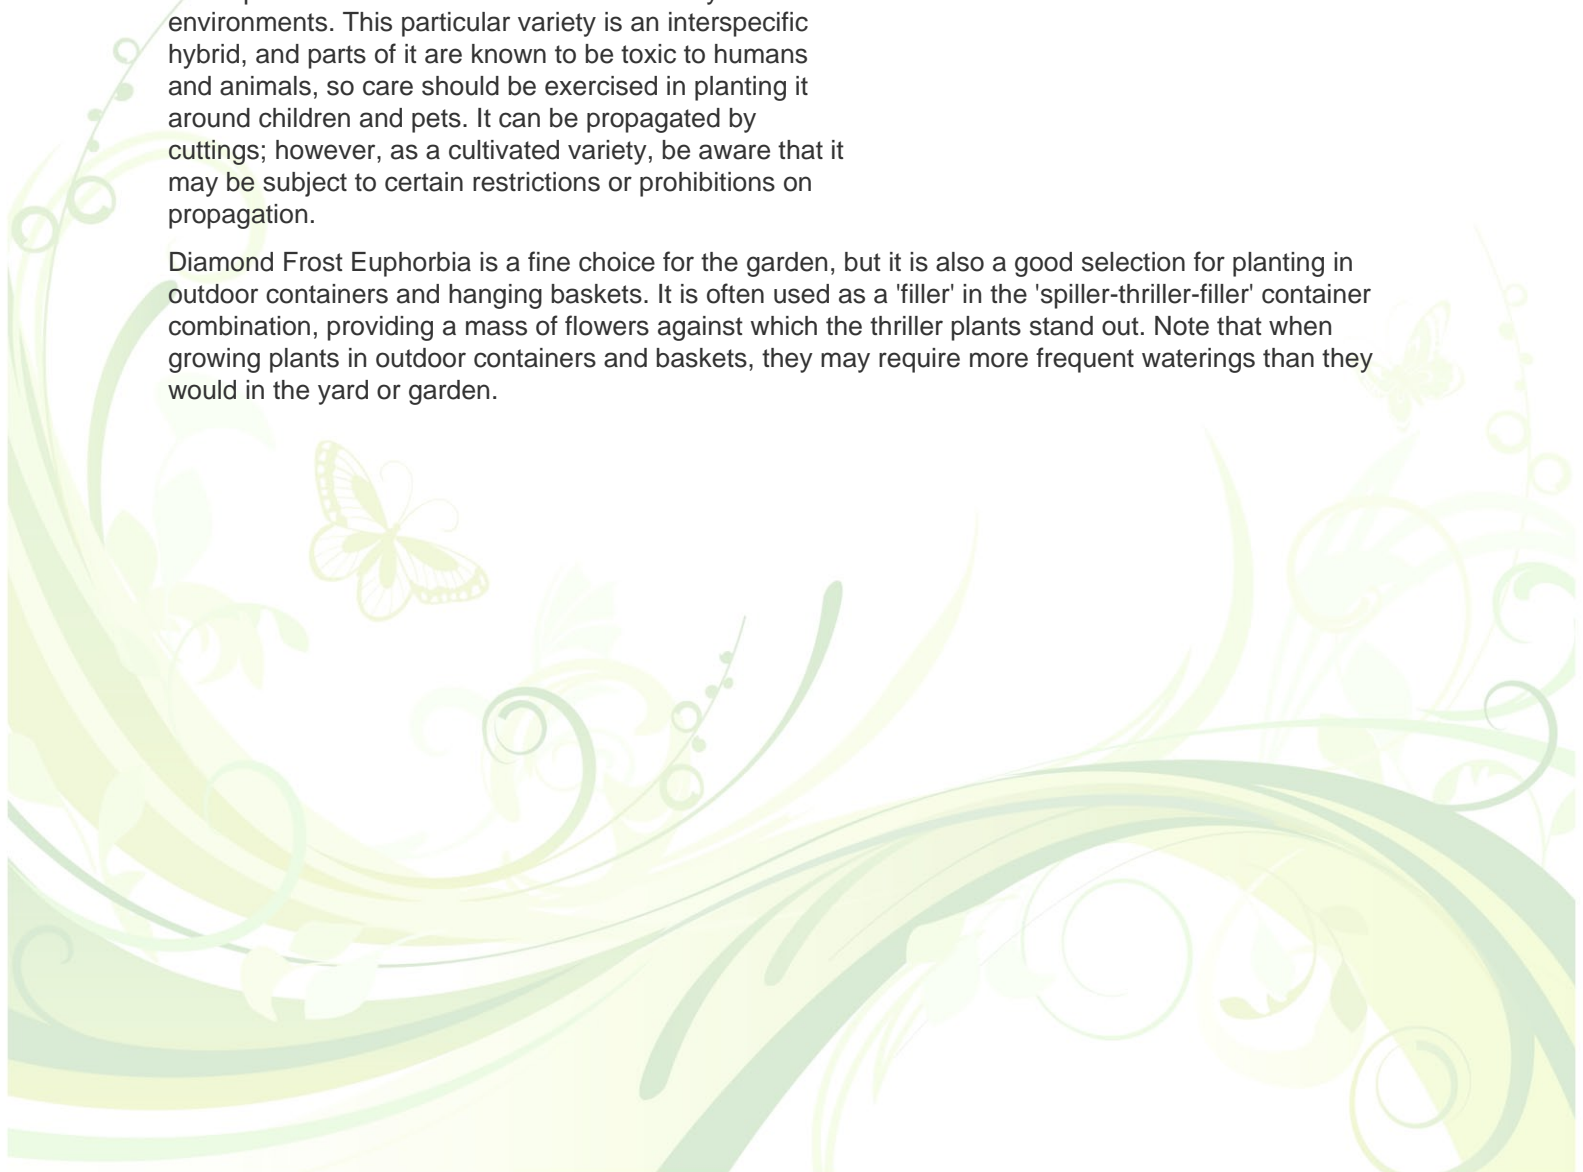 environments. This particular variety is an interspecific
hybrid, and parts of it are known to be toxic to humans
and animals, so care should be exercised in planting it
around children and pets. It can be propagated by
cuttings; however, as a cultivated variety, be aware that it
may be subject to certain restrictions or prohibitions on
propagation.
Diamond Frost Euphorbia is a fine choice for the garden, but it is also a good selection for planting in
outdoor containers and hanging baskets. It is often used as a 'filler' in the 'spiller-thriller-filler' container
combination, providing a mass of flowers against which the thriller plants stand out. Note that when
growing plants in outdoor containers and baskets, they may require more frequent waterings than they
would in the yard or garden.